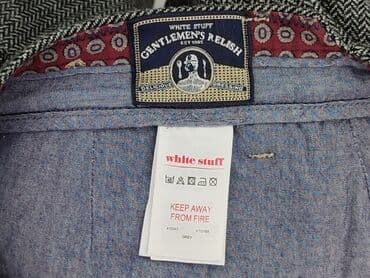 WHITE STUFF
GENTLEMEN'S RELISH
EST 1985
white stuff
KEEP AWAY
FROM FIRE
GREY